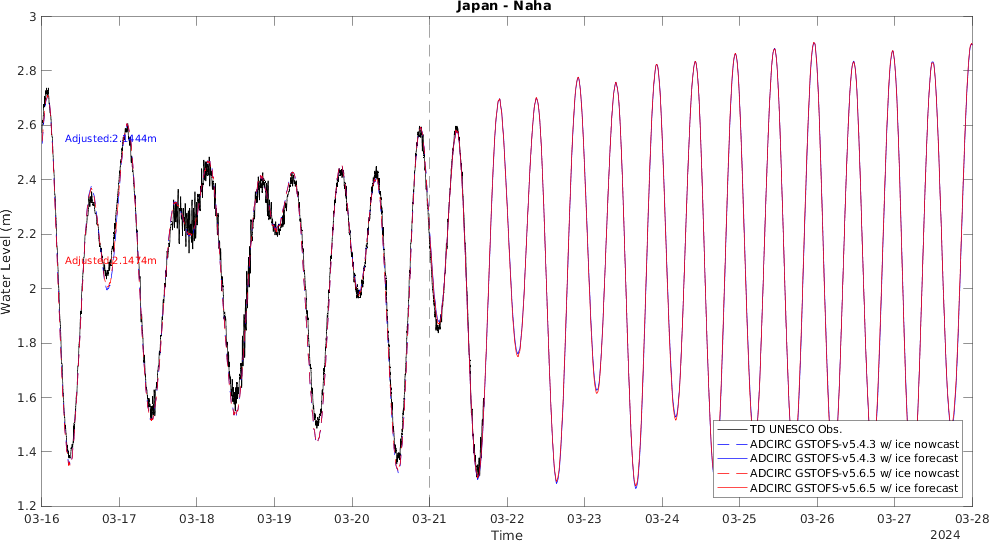 Japan - Naha
3
2.8
2.6
2.4
2.2
2
1.8
1.6
1.4
1.2
Water Level (m)
Adjusted:2.1444m
Adjusted:2.1474m
TD UNESCO Obs.
ADCIRC GSTOFS-v5.4.3 w/ ice nowcast
ADCIRC GSTOFS-v5.4.3 w/ ice forecast
ADCIRC GSTOFS-v5.6.5 w/ ice nowcast
ADCIRC GSTOFS-v5.6.5 w/ ice forecast
03-16 03-17 03-18 03-19 03-20 03-21 03-22 03-23 03-24 03-25 03-26 03-27 03-28
Time
2024